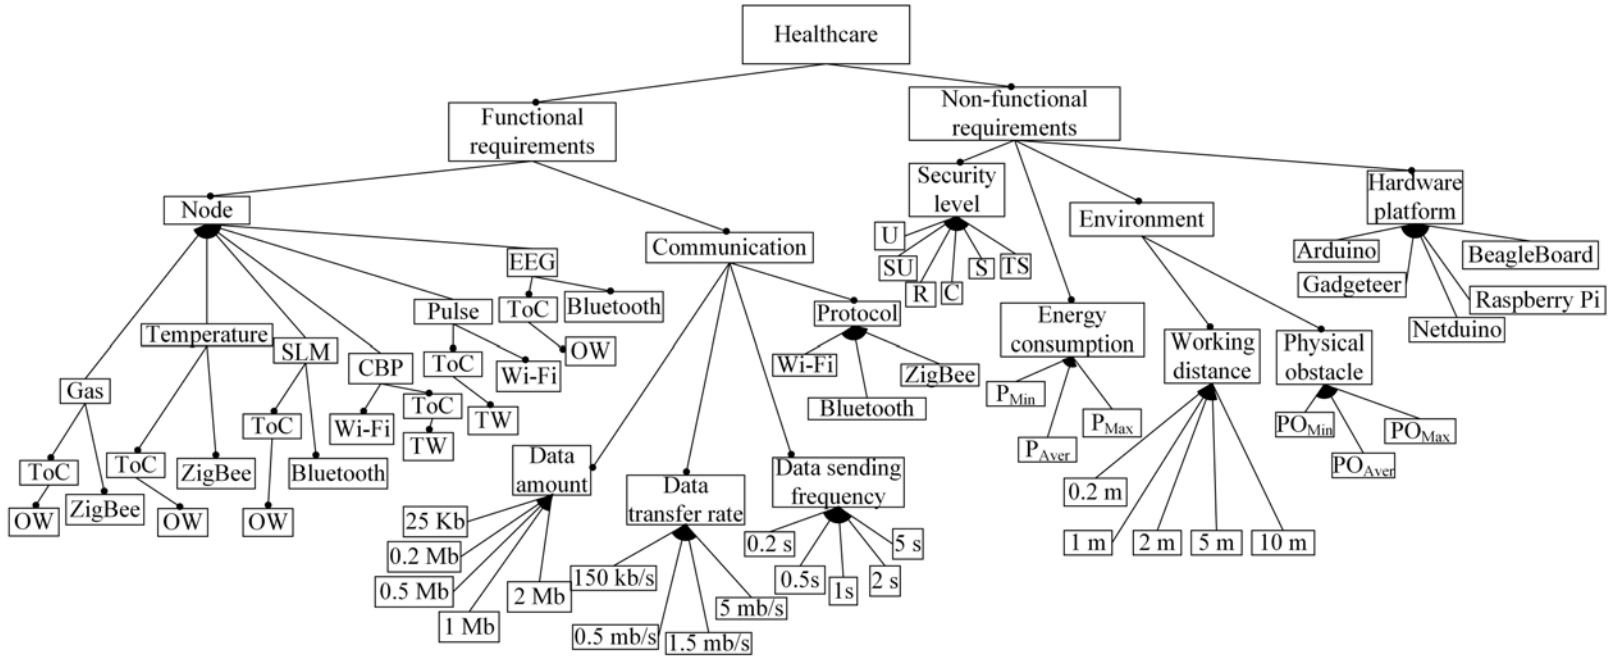 Healthcare
Functional
requirements
Non-functional
requirements
Node
Communication
Security
level
Environment
Hardware
platform
U
SU
R
C
S
TS
Arduino
BeagleBoard
Gadgeteer
Raspberry Pi
Netduino
EEG
ToC
Bluetooth
OW
Pulse
ToC
Wi-Fi
TW
Temperature
SLM
CBP
Wi-Fi
ToC
TW
Gas
ToC
OW
ZigBee
ToC
OW
ZigBee
ToC
OW
Bluetooth
Protocol
Wi-Fi
Bluetooth
ZigBee
Energy
consumption
PMin
PAver
PMax
Working
distance
0.2 m
1 m
2 m
5 m
10 m
Physical
obstacle
POMin
POAver
POMax
Data
amount
25 Kb
0.2 Mb
0.5 Mb
1 Mb
2 Mb
Data
transfer rate
150 kb/s
0.5 mb/s
1.5 mb/s
5 mb/s
Data sending
frequency
0.2 s
0.5s
1s
2 s
5 s